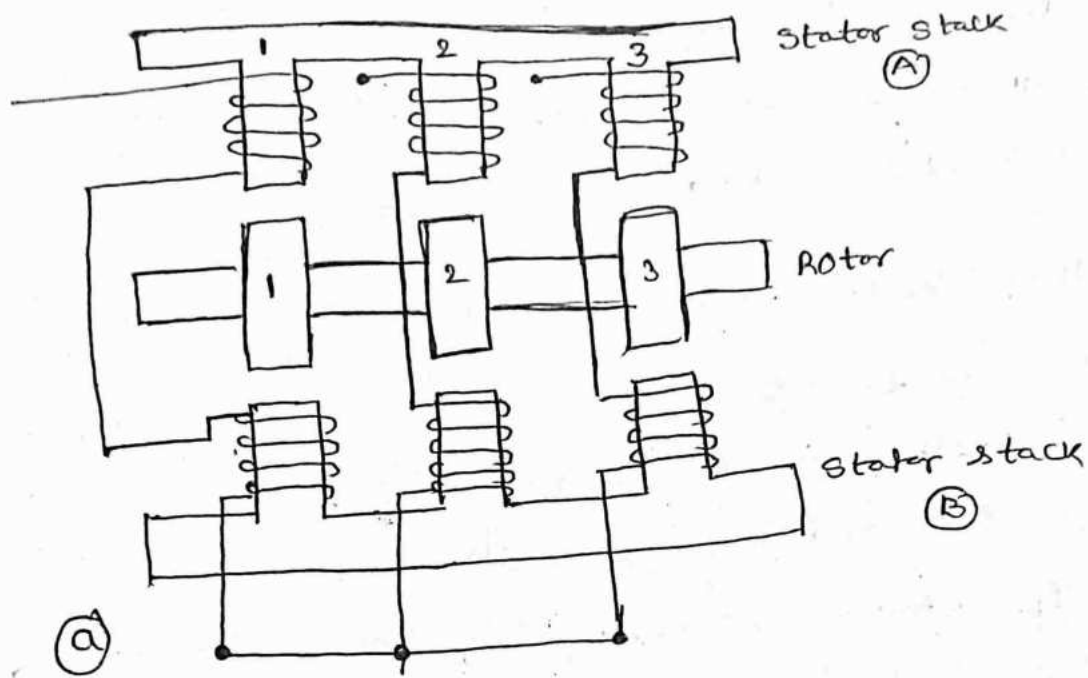 1 2 3 Stator Stack
Ⓐ
1 2 3 Rotor
Stator stack
Ⓑ
ⓐ